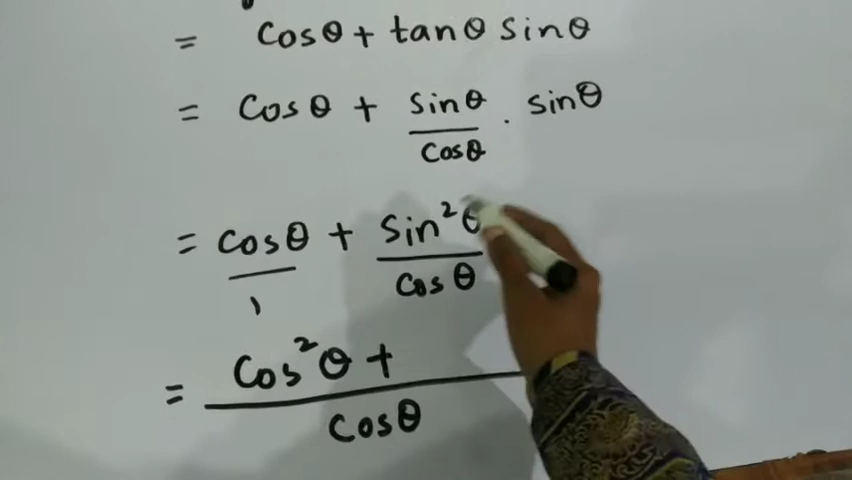 = cosθ + tanθ sinθ
= cosθ + sinθ/cosθ . sinθ
= cosθ/1 + sin²θ/cosθ
= cos²θ + /cosθ